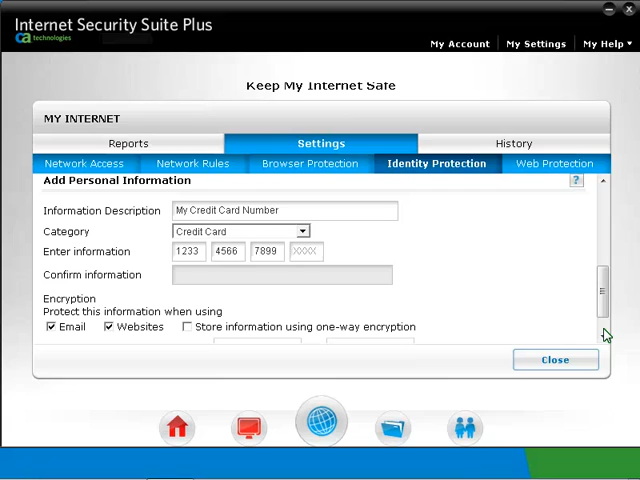 Internet Security Suite Plus
ca technologies
My Account My Settings My Help
Keep My Internet Safe
MY INTERNET
Reports Settings History
Network Access Network Rules Browser Protection Identity Protection Web Protection
Add Personal Information ?
Information Description My Credit Card Number
Category Credit Card
Enter information 1233 4566 7899 XXXX
Confirm information
Encryption
Protect this information when using
Email Websites Store information using one-way encryption
Close